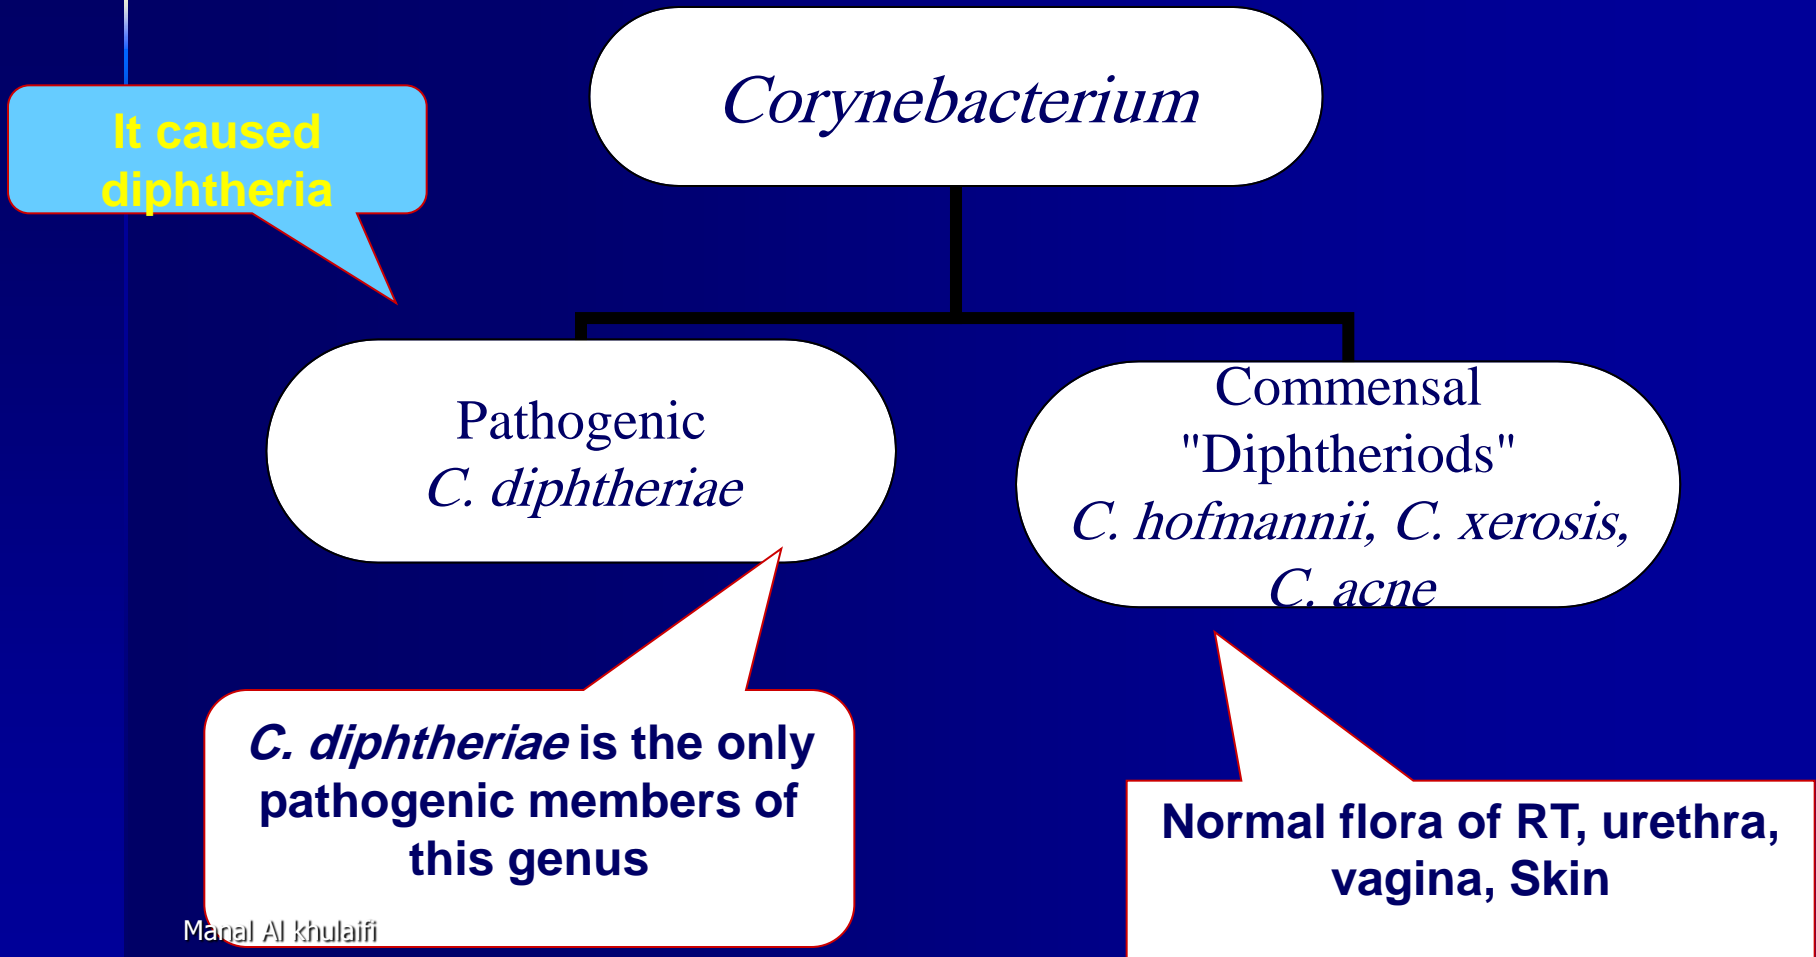 Corynebacterium
It caused
diphtheria
Pathogenic
C. diphtheriae
Commensal
"Diphtheriods"
C. hofmannii, C. xerosis,
C. acne
C. diphtheriae is the only
pathogenic members of
this genus
Normal flora of RT, urethra,
vagina, Skin
Manal Al khulaifi